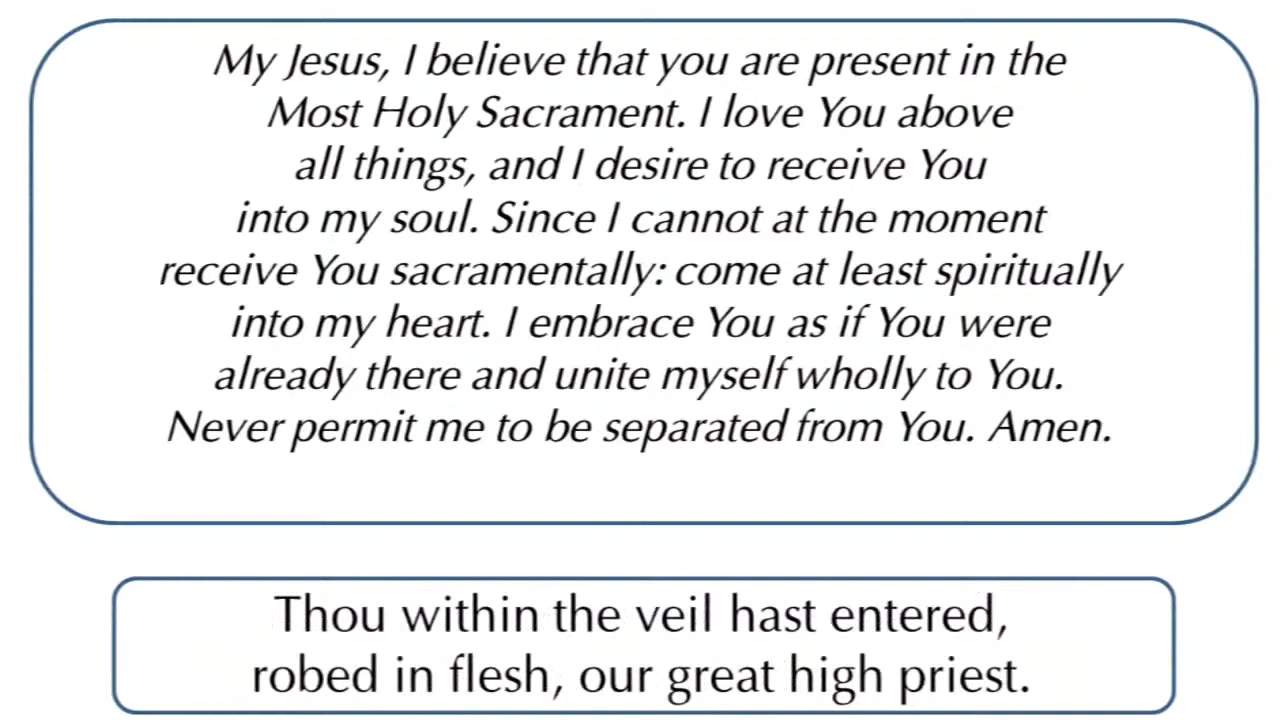 My Jesus, I believe that you are present in the
Most Holy Sacrament. I love You above
all things, and I desire to receive You
into my soul. Since I cannot at the moment
receive You sacramentally: come at least spiritually
into my heart. I embrace You as if You were
already there and unite myself wholly to You.
Never permit me to be separated from You. Amen.
Thou within the veil hast entered,
robed in flesh, our great high priest.